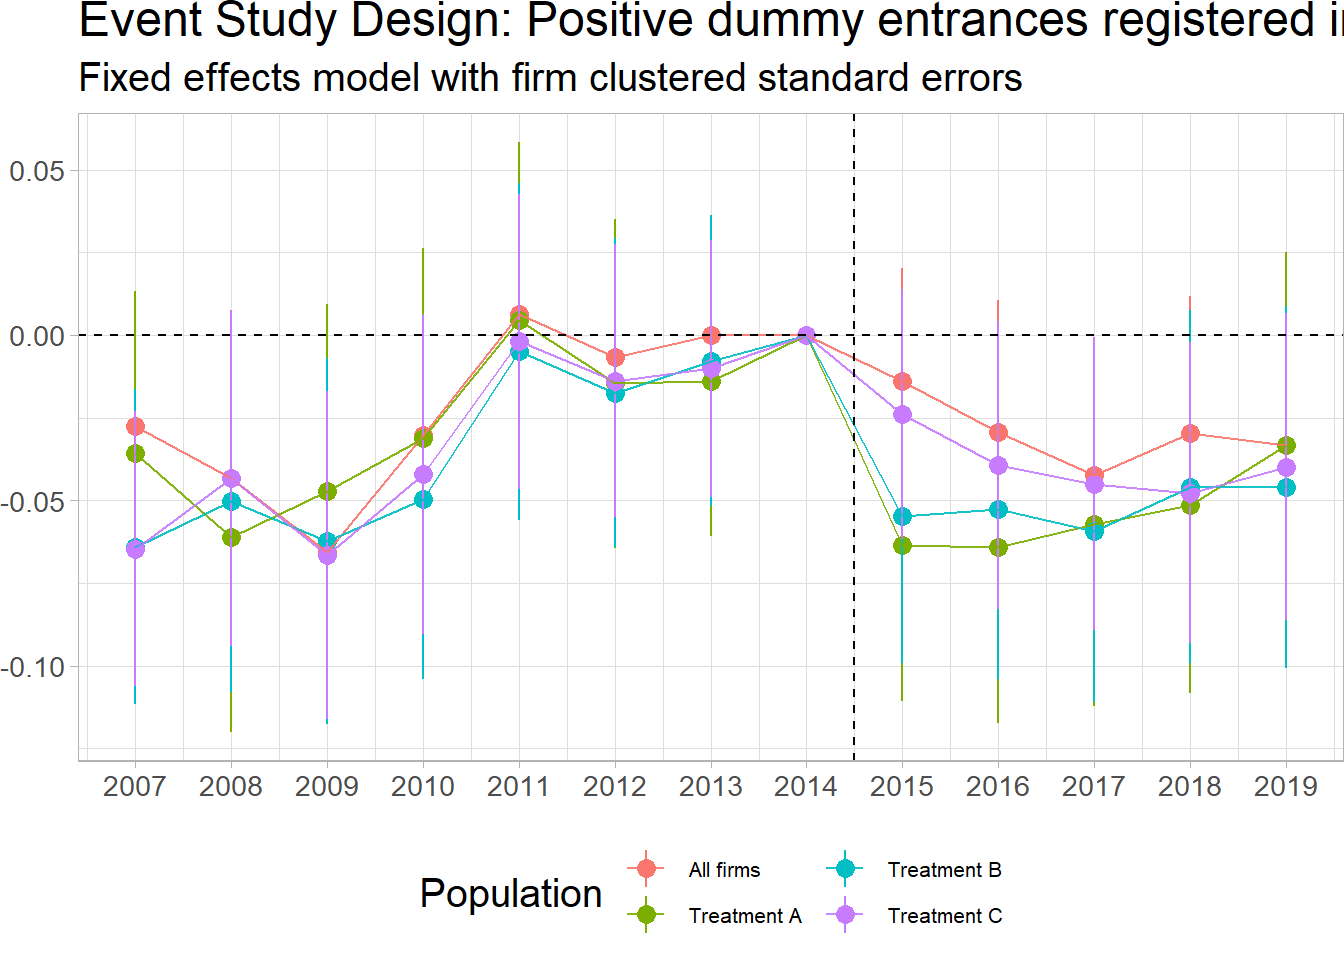 Event Study Design: Positive dummy entrances registered i
Fixed effects model with firm clustered standard errors
0.05
0.00
-0.05
-0.10
2007 2008 2009 2010 2011 2012 2013 2014 2015 2016 2017 2018 2019
Population
All firms
Treatment A
Treatment B
Treatment C